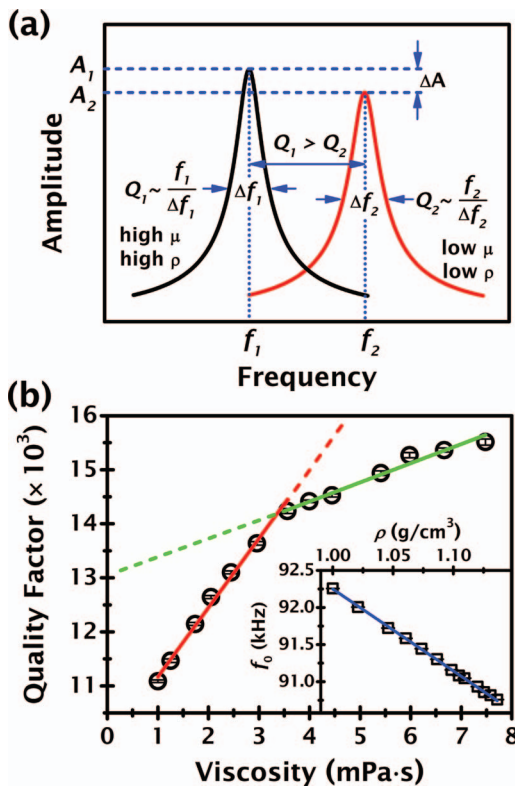 (a)
A₁
A₂
ΔA
Q₁ > Q₂
Q₁~ f₁/Δf₁
Δf₁
Δf₂
Q₂~ f₂/Δf₂
high μ
high ρ
low μ
low ρ
Amplitude
f₁
f₂
Frequency
(b)
16
15
14
13
12
11
Quality Factor (× 10³)
ρ (g/cm³)
1.00 1.05 1.10
92.5
92.0
91.5
91.0
f₀ (kHz)
0 1 2 3 4 5 6 7 8
Viscosity (mPa·s)